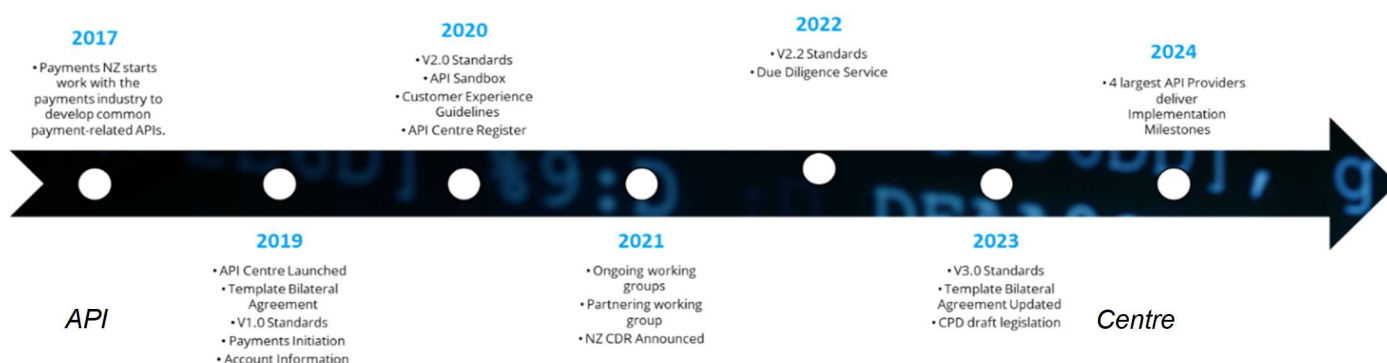 2017
• Payments NZ starts
work with the
payments industry to
develop common
payment-related APIs.
2019
• API Centre Launched
• Template Bilateral
Agreement
• V1.0 Standards
• Payments Initiation
• Account Information
2020
• V2.0 Standards
• API Sandbox
• Customer Experience
Guidelines
• API Centre Register
2021
• Ongoing working
groups
• Partnering working
group
• NZ CDR Announced
2022
• V2.2 Standards
• Due Diligence Service
2023
• V3.0 Standards
• Template Bilateral
Agreement Updated
• CPD draft legislation
2024
• 4 largest API Providers
deliver
Implementation
Milestones
API Centre